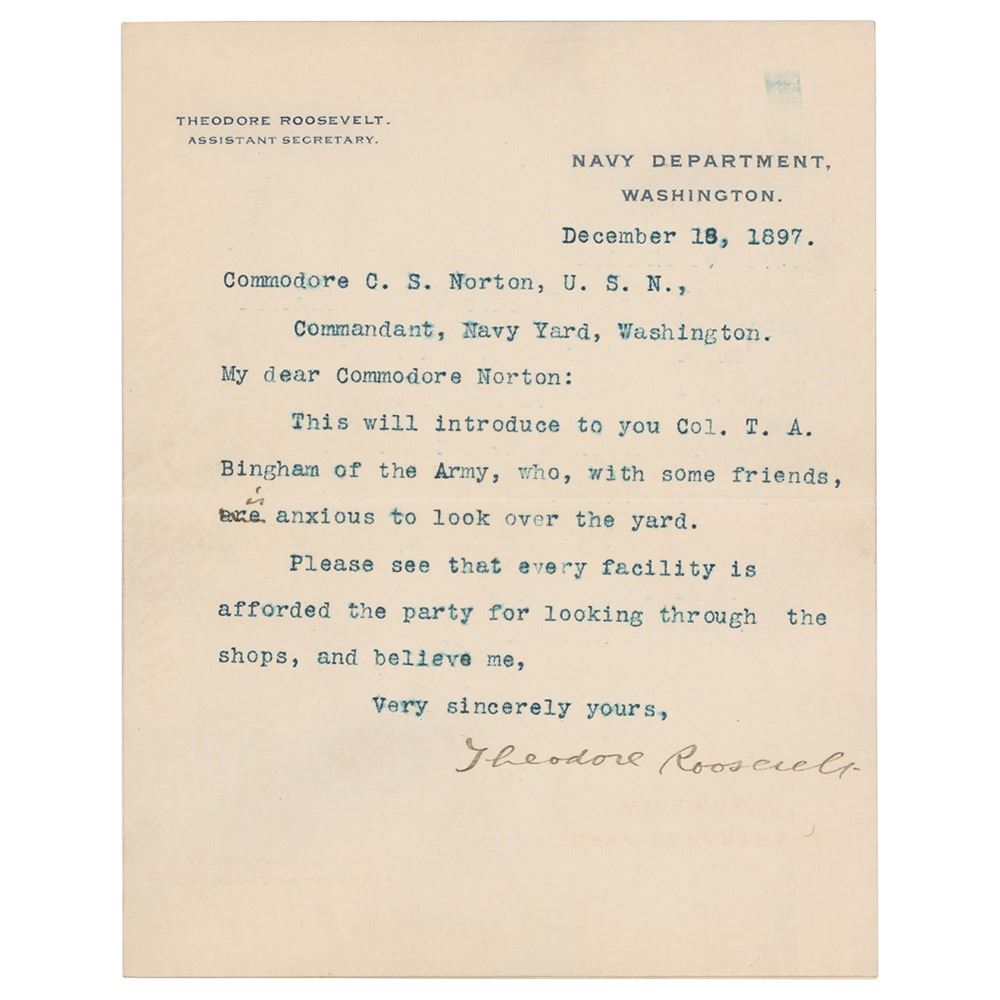 THEODORE ROOSEVELT.
ASSISTANT SECRETARY.
NAVY DEPARTMENT,
WASHINGTON.
December 18, 1897.
Commodore C. S. Norton, U. S. N.,
Commandant, Navy Yard, Washington.
My dear Commodore Norton:
This will introduce to you Col. T. A.
Bingham of the Army, who, with some friends,
is
are anxious to look over the yard.
Please see that every facility is
afforded the party for looking through the
shops, and believe me,
Very sincerely yours,
Theodore Roosevelt